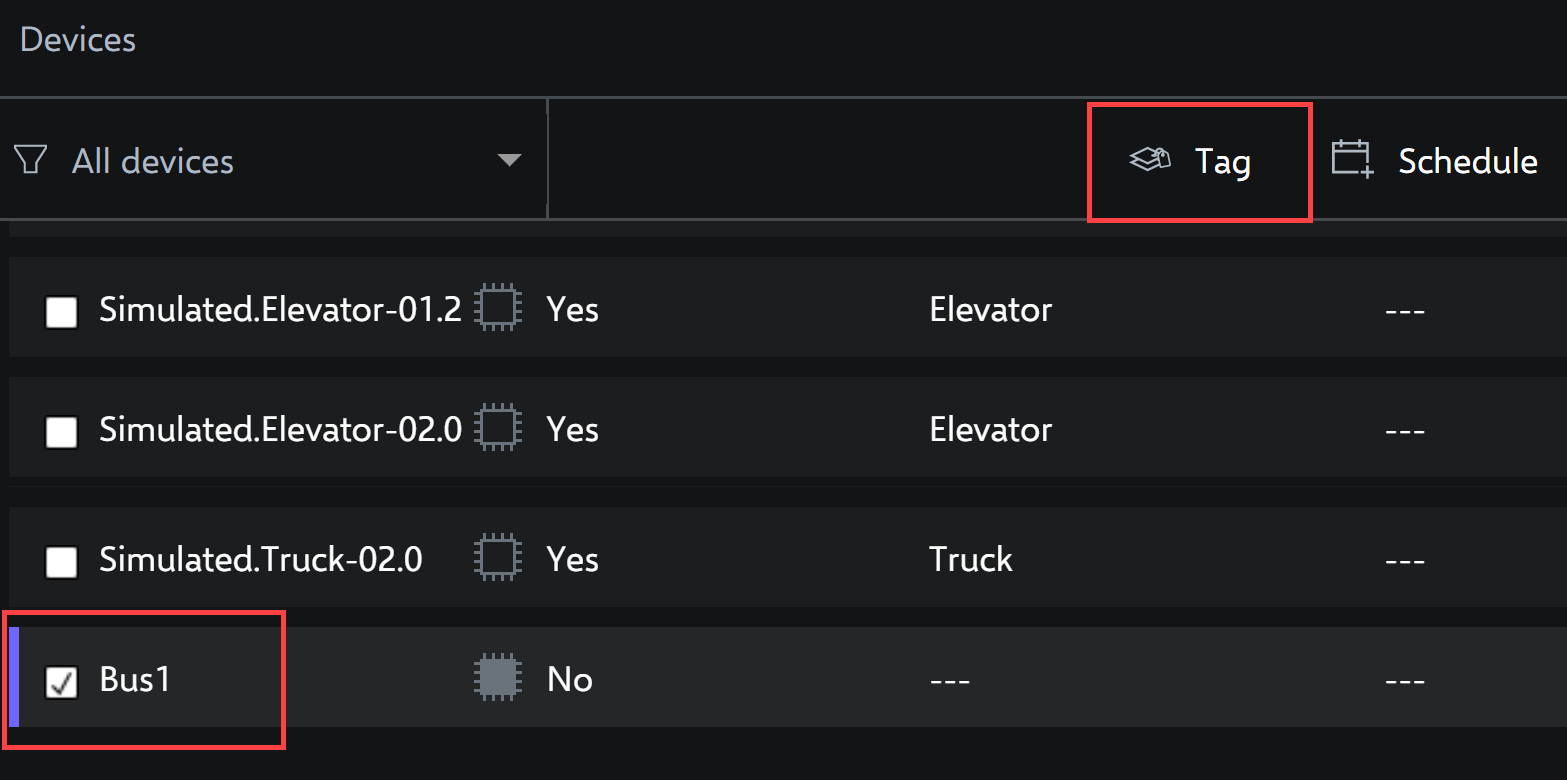 Devices
All devices Tag Schedule
Simulated.Elevator-01.2 Yes Elevator ---
Simulated.Elevator-02.0 Yes Elevator ---
Simulated.Truck-02.0 Yes Truck ---
Bus1 No --- ---